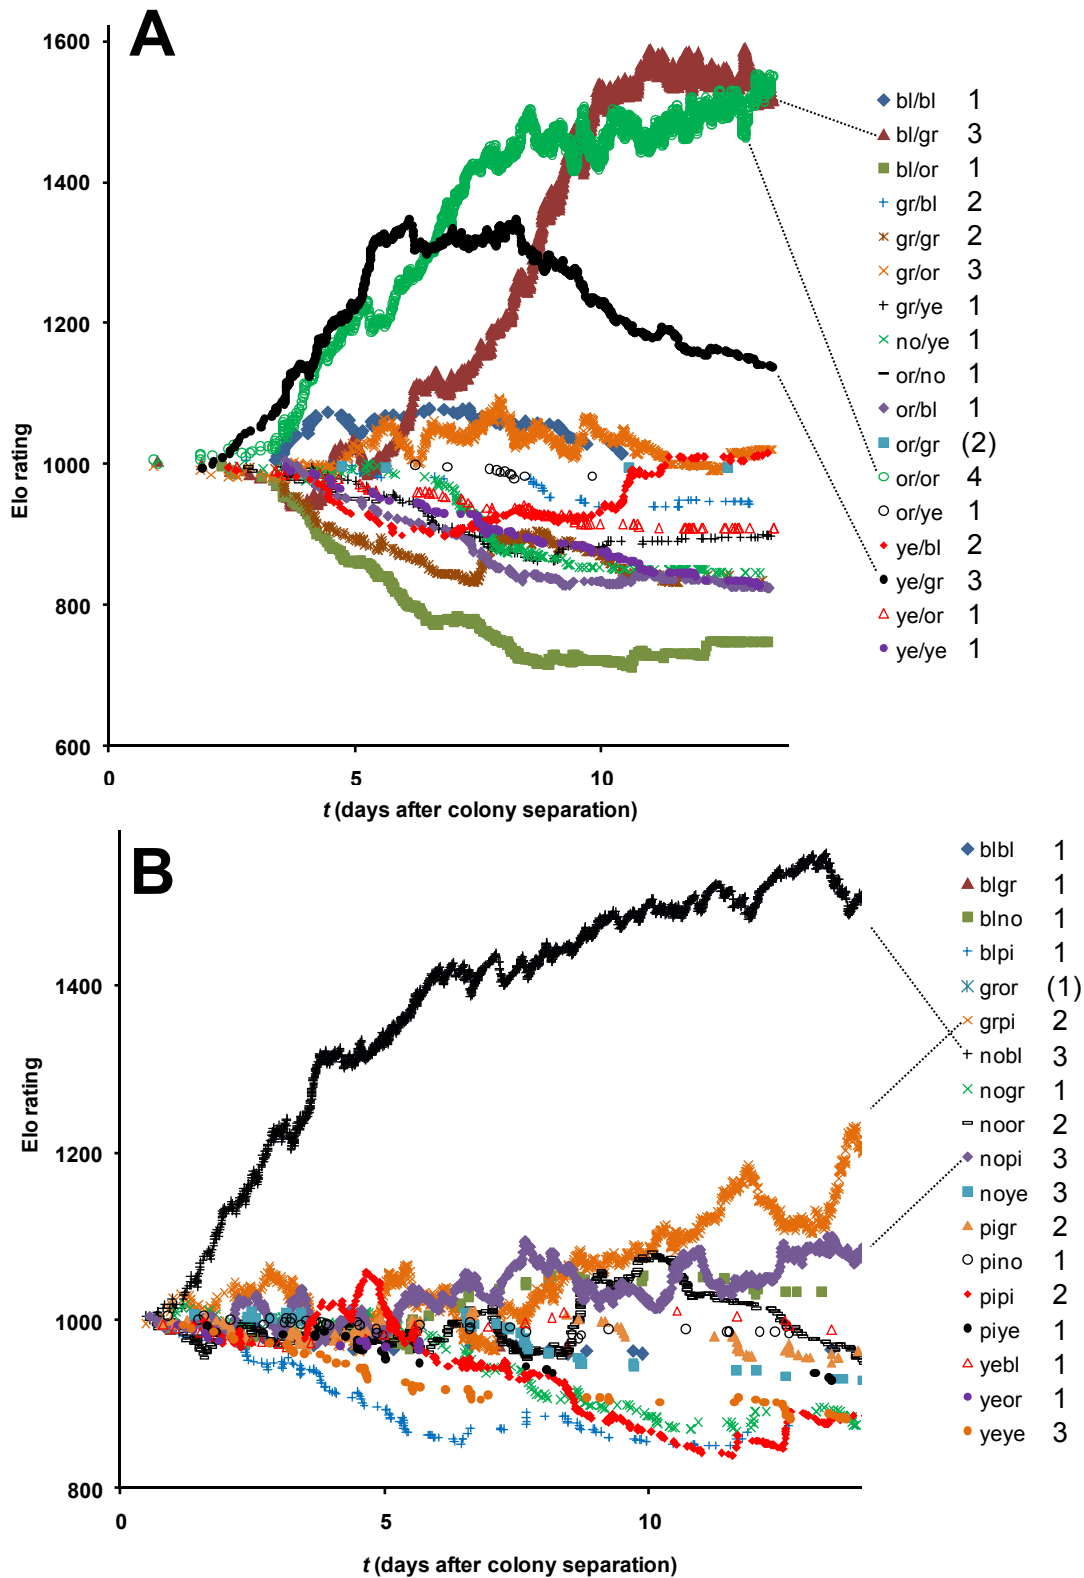 A
1600
1400
1200
1000
800
600
Elo rating
0
5
10
t (days after colony separation)
bl/bl 1
bl/gr 3
bl/or 1
gr/bl 2
gr/gr 2
gr/or 3
gr/ye 1
no/ye 1
or/no 1
or/bl 1
or/gr (2)
or/or 4
or/ye 1
ye/bl 2
ye/gr 3
ye/or 1
ye/ye 1
B
1400
1200
1000
800
Elo rating
0
5
10
t (days after colony separation)
blbl 1
blgr 1
blno 1
blpi 1
gror (1)
grpi 2
nobl 3
nogr 1
noor 2
nopi 3
noye 3
pigr 2
pino 1
pipi 2
piye 1
yebl 1
yeor 1
yeye 3